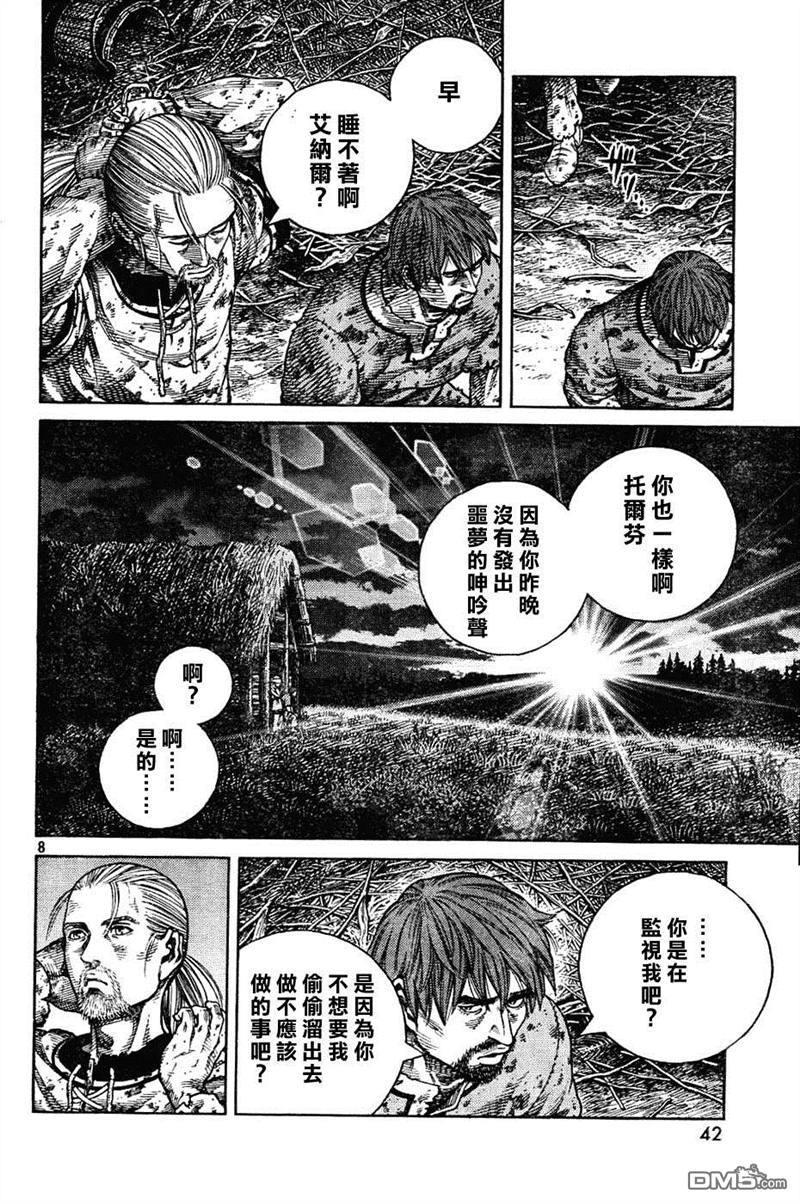 早
睡不著啊
艾納爾？
你也一樣啊
托爾芬
因為你昨晚
沒有發出
噩夢的呻吟聲
啊？
啊……
是的……
8
……
你是在
監視我吧？
是因為你
不想要我
偷偷溜出去
做不應該
做的事吧？
42
DM5.com